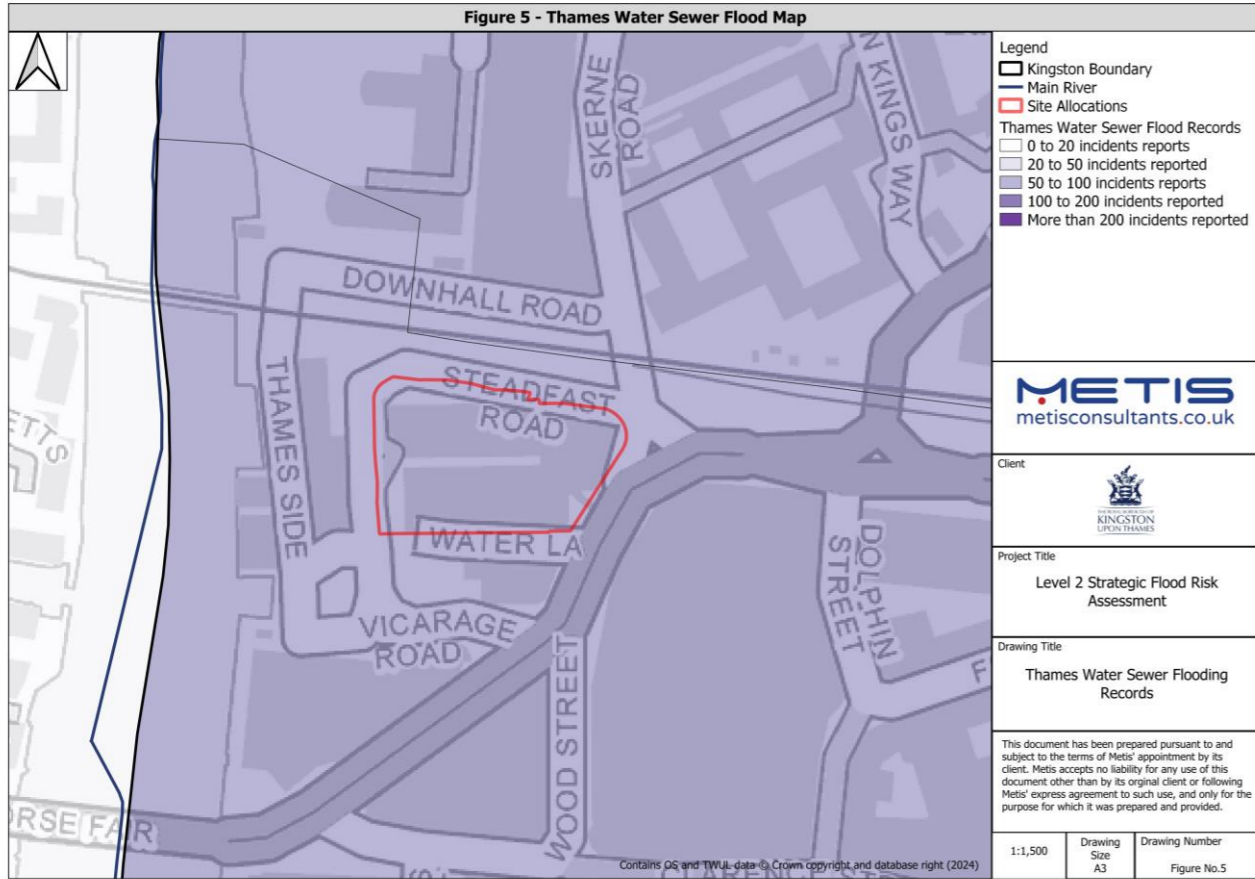 Figure 5 - Thames Water Sewer Flood Map
SKERNE
ROAD
N KINGS WAY
DOWNHALL ROAD
STEADFAST
ROAD
THAMES SIDE
ETTS
WATER LA
VICARAGE
ROAD
WOOD STREET
DOLPHIN
STREET
F
ORSE FAIR
CLARENCE ST
Contains OS and TWUL data © Crown copyright and database right (2024)
Legend
Kingston Boundary
Main River
Site Allocations
Thames Water Sewer Flood Records
0 to 20 incidents reports
20 to 50 incidents reported
50 to 100 incidents reports
100 to 200 incidents reported
More than 200 incidents reported
METIS
metisconsultants.co.uk
Client
THE ROYAL BOROUGH OF
KINGSTON
UPON THAMES
Project Title
Level 2 Strategic Flood Risk
Assessment
Drawing Title
Thames Water Sewer Flooding
Records
This document has been prepared pursuant to and
subject to the terms of Metis' appointment by its
client. Metis accepts no liability for any use of this
document other than by its orginal client or following
Metis' express agreement to such use, and only for the
purpose for which it was prepared and provided.
1:1,500
Drawing
Size
A3
Drawing Number
Figure No.5